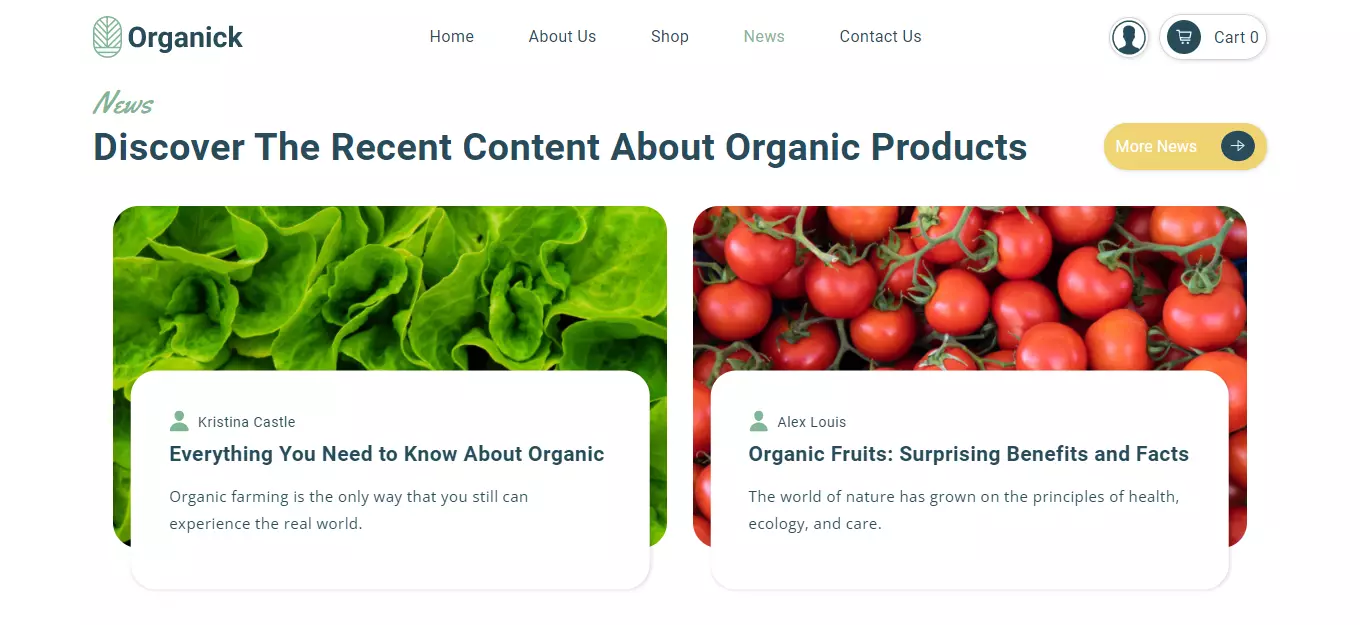 Organick
Home About Us Shop News Contact Us
Cart 0
News
Discover The Recent Content About Organic Products
More News
Kristina Castle
Everything You Need to Know About Organic
Organic farming is the only way that you still can
experience the real world.
Alex Louis
Organic Fruits: Surprising Benefits and Facts
The world of nature has grown on the principles of health,
ecology, and care.